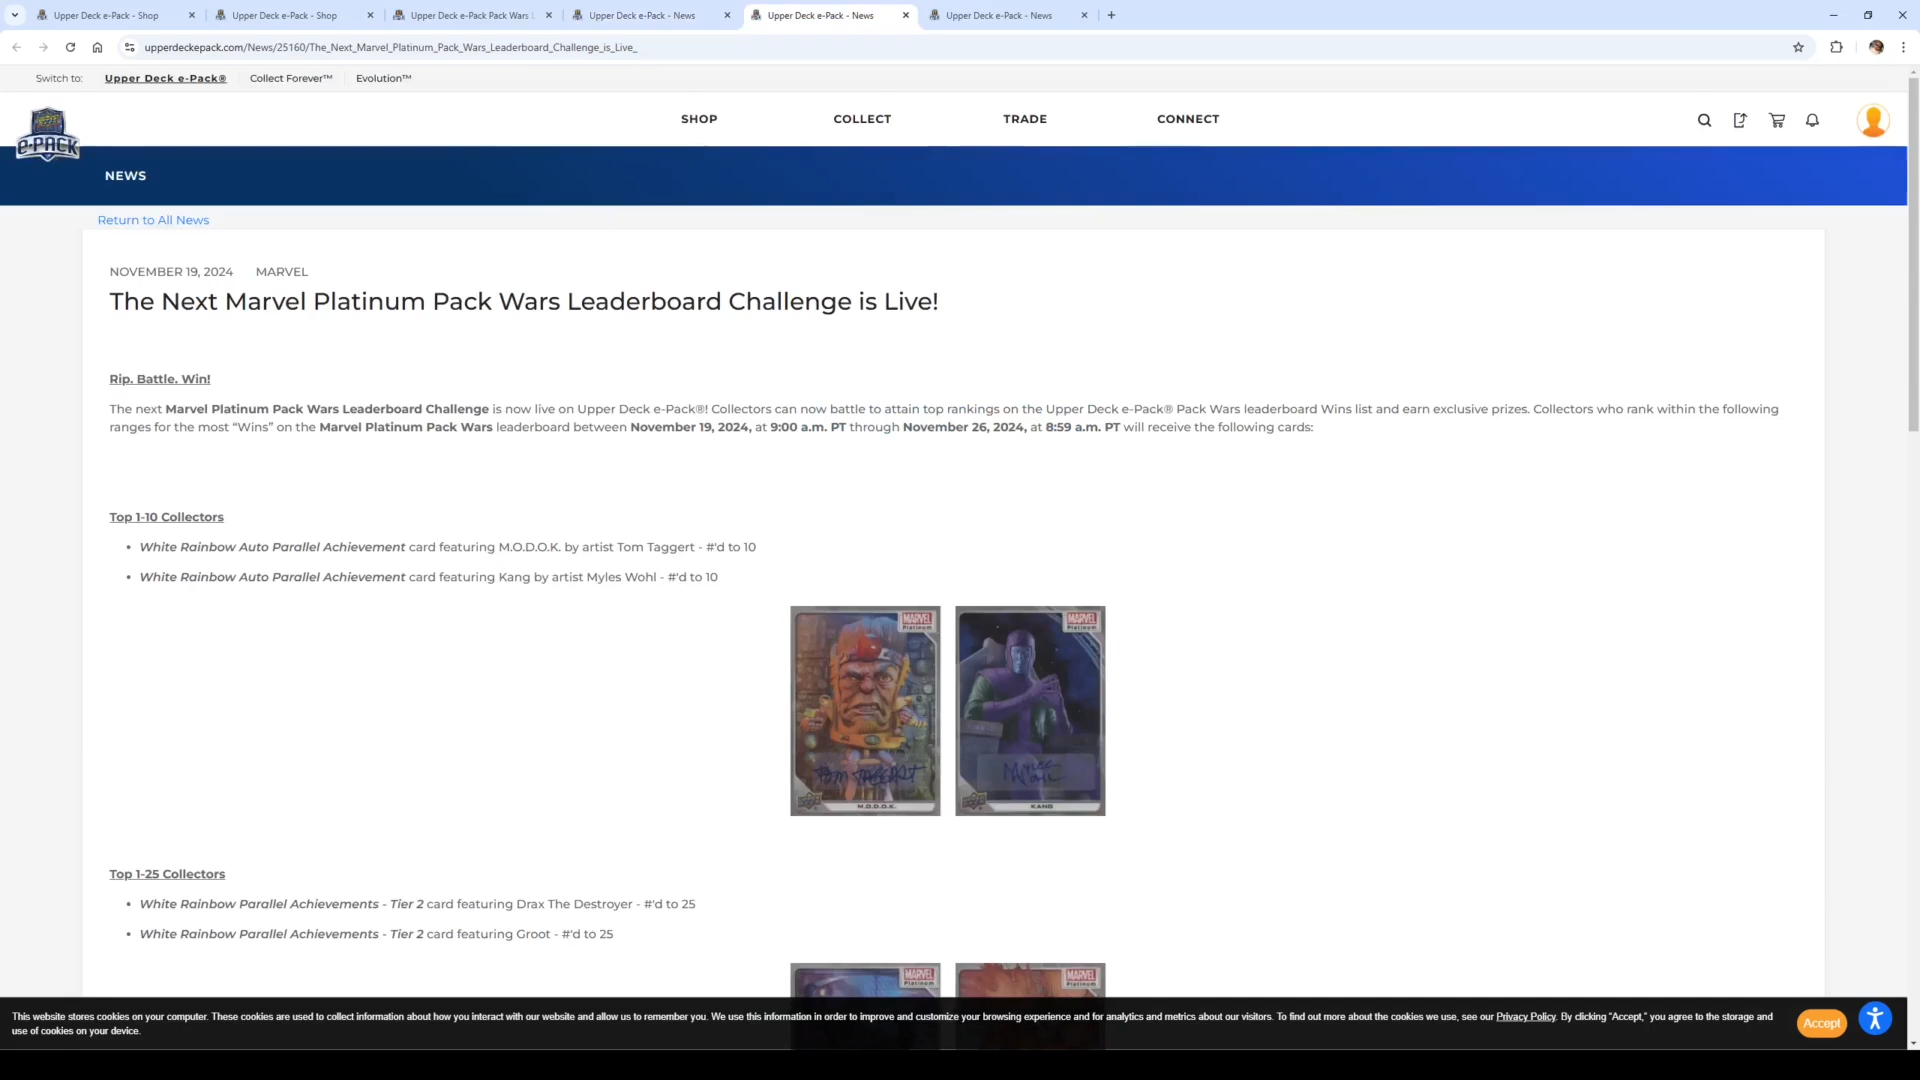 Upper Deck e-Pack - Shop
Upper Deck e-Pack - Shop
Upper Deck e-Pack Pack Wars
Upper Deck e-Pack - News
Upper Deck e-Pack - News
Upper Deck e-Pack - News
upperdeckepack.com/News/25160/The_Next_Marvel_Platinum_Pack_Wars_Leaderboard_Challenge_is_Live_
Switch to: Upper Deck e-Pack® Collect Forever™ Evolution™
e-PACK
SHOP COLLECT TRADE CONNECT
NEWS
Return to All News
NOVEMBER 19, 2024 MARVEL
The Next Marvel Platinum Pack Wars Leaderboard Challenge is Live!
Rip. Battle. Win!
The next Marvel Platinum Pack Wars Leaderboard Challenge is now live on Upper Deck e-Pack®! Collectors can now battle to attain top rankings on the Upper Deck e-Pack® Pack Wars leaderboard Wins list and earn exclusive prizes. Collectors who rank within the following
ranges for the most “Wins” on the Marvel Platinum Pack Wars leaderboard between November 19, 2024, at 9:00 a.m. PT through November 26, 2024, at 8:59 a.m. PT will receive the following cards:
Top 1-10 Collectors
• White Rainbow Auto Parallel Achievement card featuring M.O.D.O.K. by artist Tom Taggert - #'d to 10
• White Rainbow Auto Parallel Achievement card featuring Kang by artist Myles Wohl - #'d to 10
MARVEL
Platinum
Tom Taggert
M.O.D.O.K.
MARVEL
Platinum
KANG
Top 1-25 Collectors
• White Rainbow Parallel Achievements - Tier 2 card featuring Drax The Destroyer - #'d to 25
• White Rainbow Parallel Achievements - Tier 2 card featuring Groot - #'d to 25
MARVEL
Platinum
MARVEL
Platinum
This website stores cookies on your computer. These cookies are used to collect information about how you interact with our website and allow us to remember you. We use this information in order to improve and customize your browsing experience and for analytics and metrics about our visitors. To find out more about the cookies we use, see our Privacy Policy. By clicking "Accept," you agree to the storage and
use of cookies on your device.
Accept